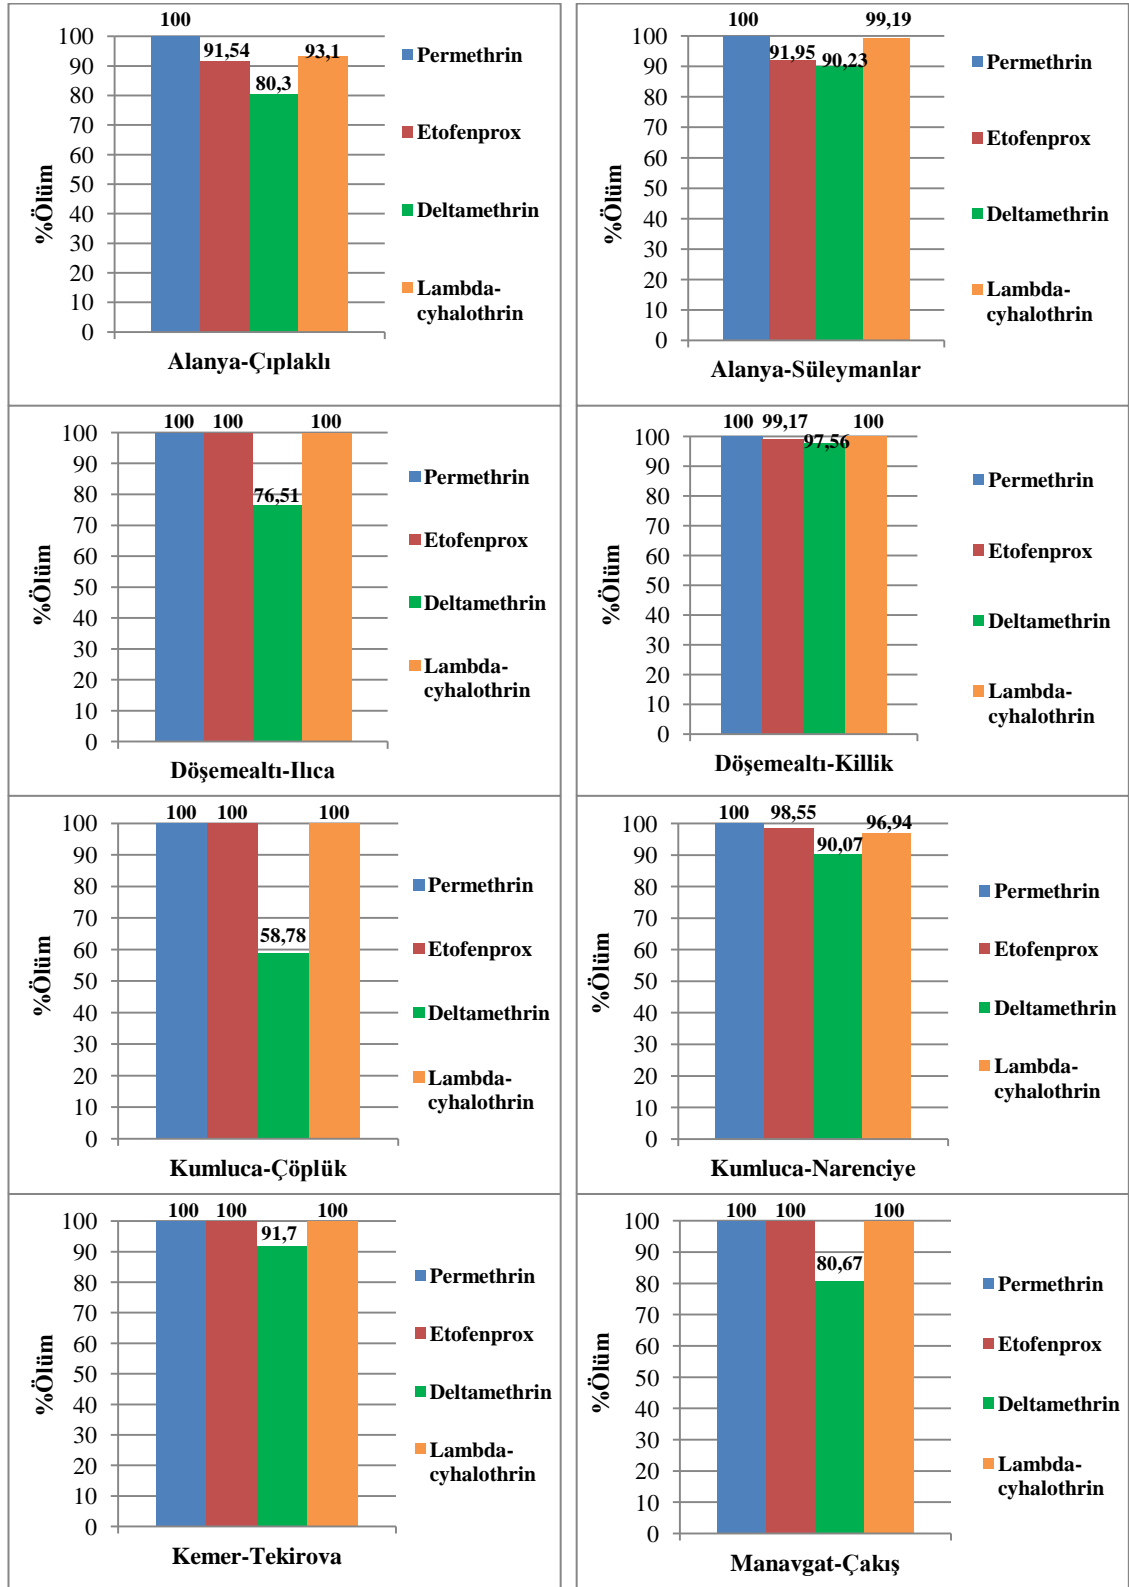 100
100
91,54
80,3
93,1
90
80
70
60
50
40
30
20
10
0
%Ölüm
Permethrin
Etofenprox
Deltamethrin
Lambda-
cyhalothrin
Alanya-Çıplaklı
100
91,95
90,23
99,19
100
90
80
70
60
50
40
30
20
10
0
%Ölüm
Permethrin
Etofenprox
Deltamethrin
Lambda-
cyhalothrin
Alanya-Süleymanlar
100
100
76,51
100
100
90
80
70
60
50
40
30
20
10
0
%Ölüm
Permethrin
Etofenprox
Deltamethrin
Lambda-
cyhalothrin
Döşemealtı-Ilıca
100
99,17
97,56
100
100
90
80
70
60
50
40
30
20
10
0
%Ölüm
Permethrin
Etofenprox
Deltamethrin
Lambda-
cyhalothrin
Döşemealtı-Killik
100
100
58,78
100
100
90
80
70
60
50
40
30
20
10
0
%Ölüm
Permethrin
Etofenprox
Deltamethrin
Lambda-
cyhalothrin
Kumluca-Çöplük
100
98,55
90,07
96,94
100
90
80
70
60
50
40
30
20
10
0
%Ölüm
Permethrin
Etofenprox
Deltamethrin
Lambda-
cyhalothrin
Kumluca-Narenciye
100
100
91,7
100
100
90
80
70
60
50
40
30
20
10
0
%Ölüm
Permethrin
Etofenprox
Deltamethrin
Lambda-
cyhalothrin
Kemer-Tekirova
100
100
80,67
100
100
90
80
70
60
50
40
30
20
10
0
%Ölüm
Permethrin
Etofenprox
Deltamethrin
Lambda-
cyhalothrin
Manavgat-Çakış